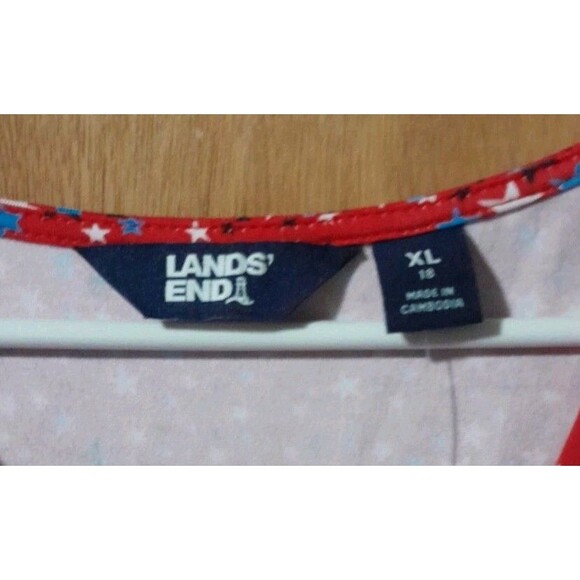 LANDS'
END
XL
18
MADE IN
CAMBODIA